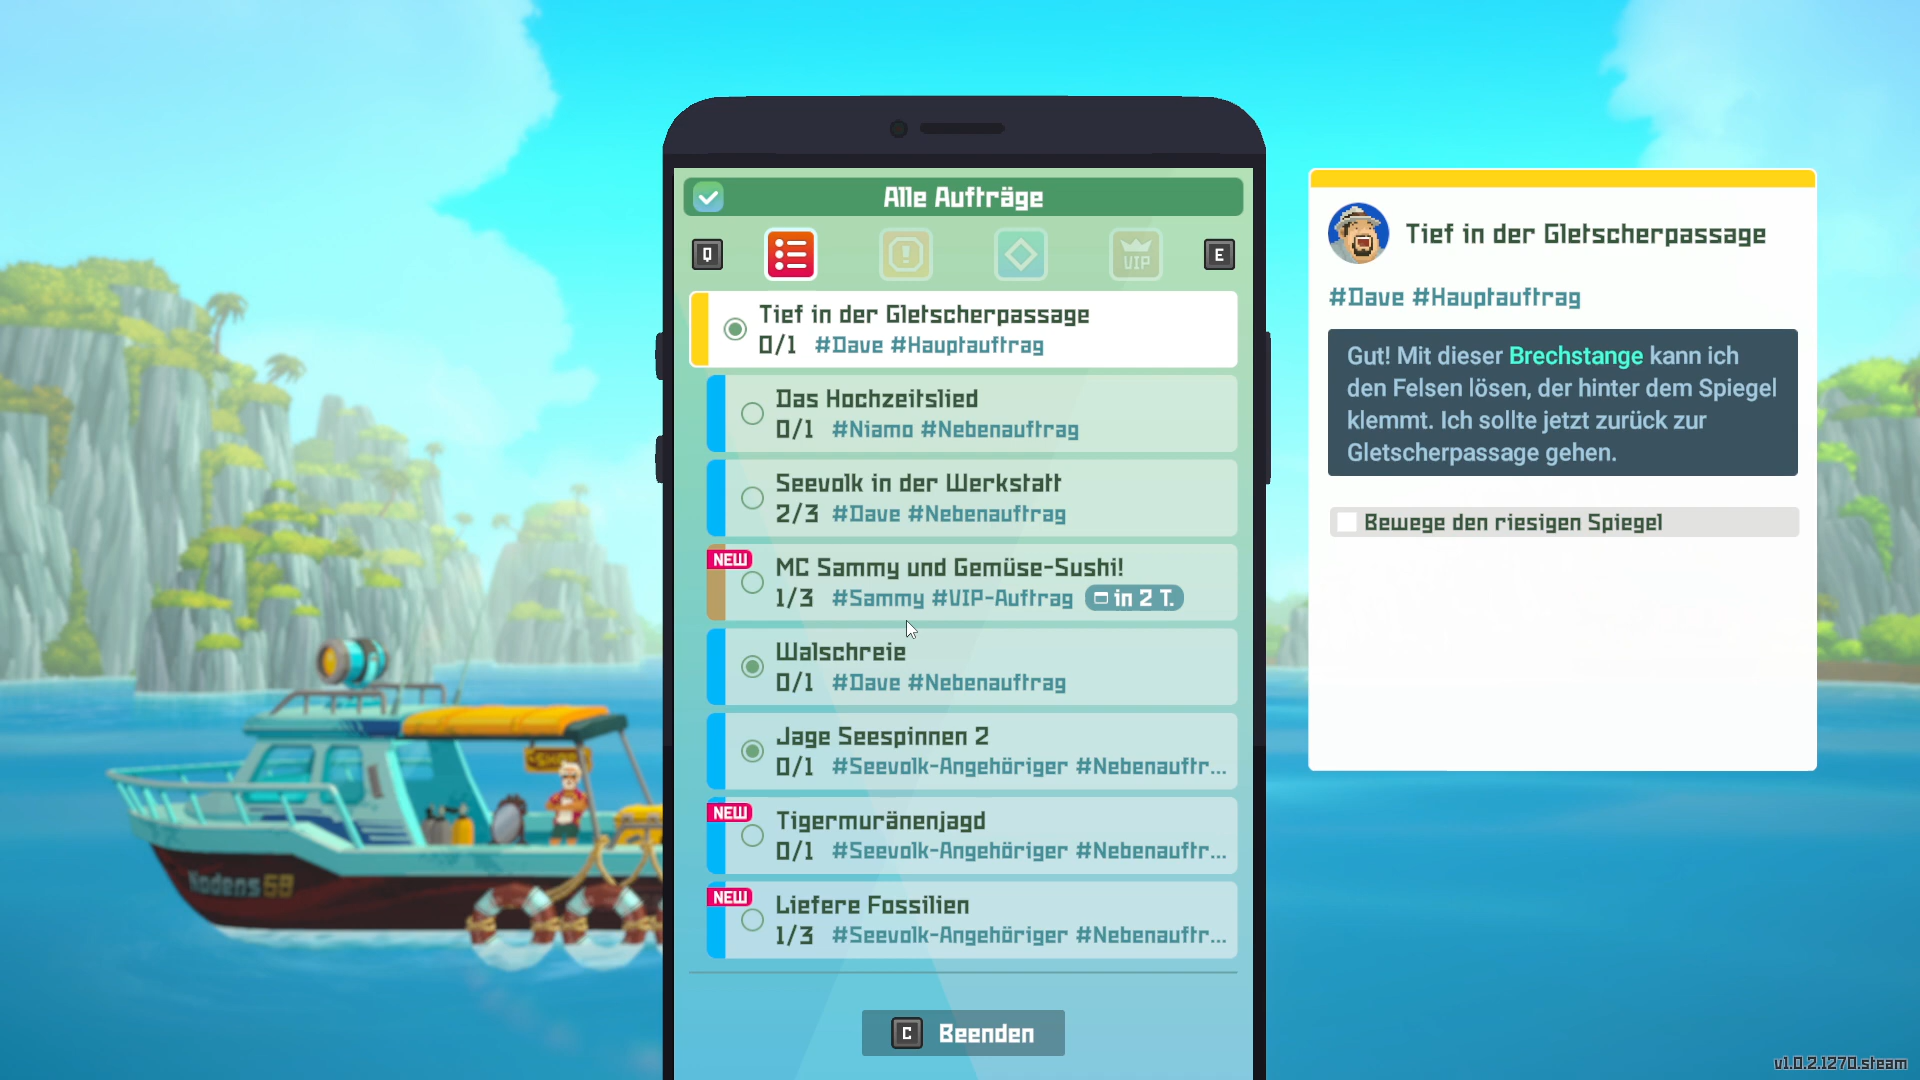 Alle Aufträge
Q
VIP
E
Tief in der Gletscherpassage
0/1 #Dave #Hauptauftrag
Das Hochzeitslied
0/1 #Niamo #Nebenauftrag
Seevolk in der Werkstatt
2/3 #Dave #Nebenauftrag
NEW
MC Sammy und Gemüse-Sushi!
1/3 #Sammy #VIP-Auftrag in 2 T.
Walschreie
0/1 #Dave #Nebenauftrag
Jage Seespinnen 2
0/1 #Seevolk-Angehöriger #Nebenauftr...
NEW
Tigermuränenjagd
0/1 #Seevolk-Angehöriger #Nebenauftr...
NEW
Liefere Fossilien
1/3 #Seevolk-Angehöriger #Nebenauftr...
C Beenden
Tief in der Gletscherpassage
#Dave #Hauptauftrag
Gut! Mit dieser Brechstange kann ich
den Felsen lösen, der hinter dem Spiegel
klemmt. Ich sollte jetzt zurück zur
Gletscherpassage gehen.
Bewege den riesigen Spiegel
Nodens68
v1.0.2.1270.steam